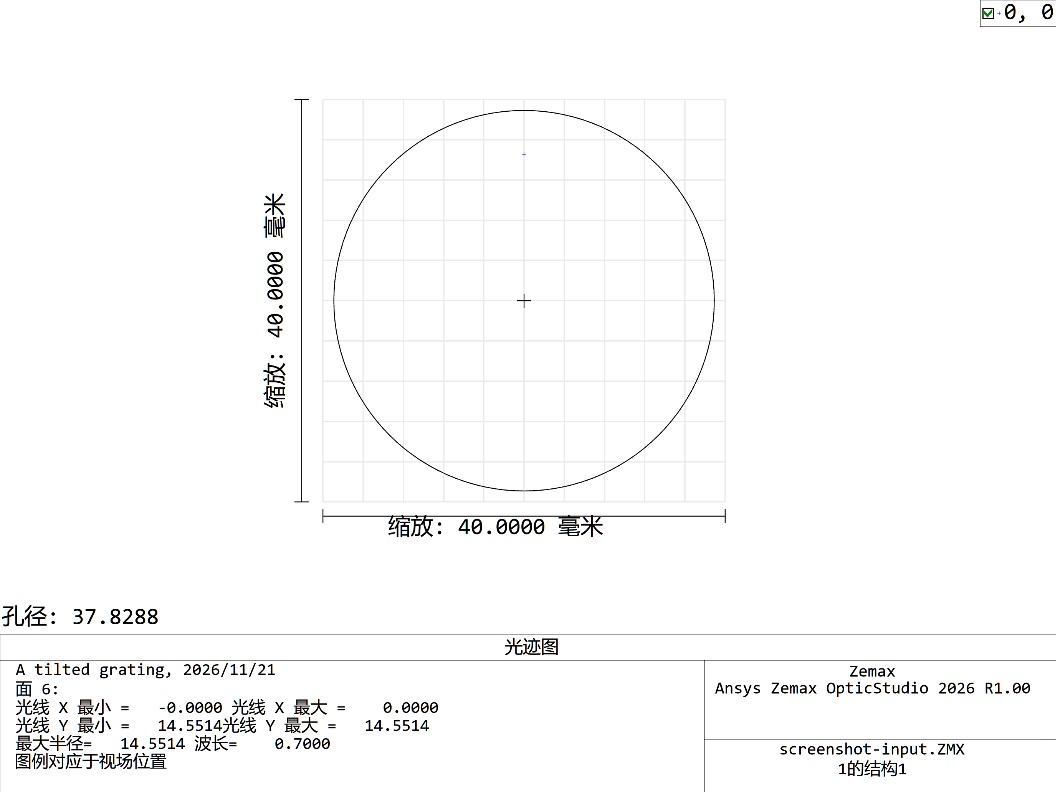 0, 0
缩放: 40.0000 毫米
缩放: 40.0000 毫米
孔径: 37.8288
光迹图
A tilted grating, 2026/11/21
面 6:
光线 X 最小 = -0.0000 光线 X 最大 = 0.0000
光线 Y 最小 = 14.5514光线 Y 最大 = 14.5514
最大半径= 14.5514 波长= 0.7000
图例对应于视场位置
Zemax
Ansys Zemax OpticStudio 2026 R1.00
screenshot-input.ZMX
1的结构1